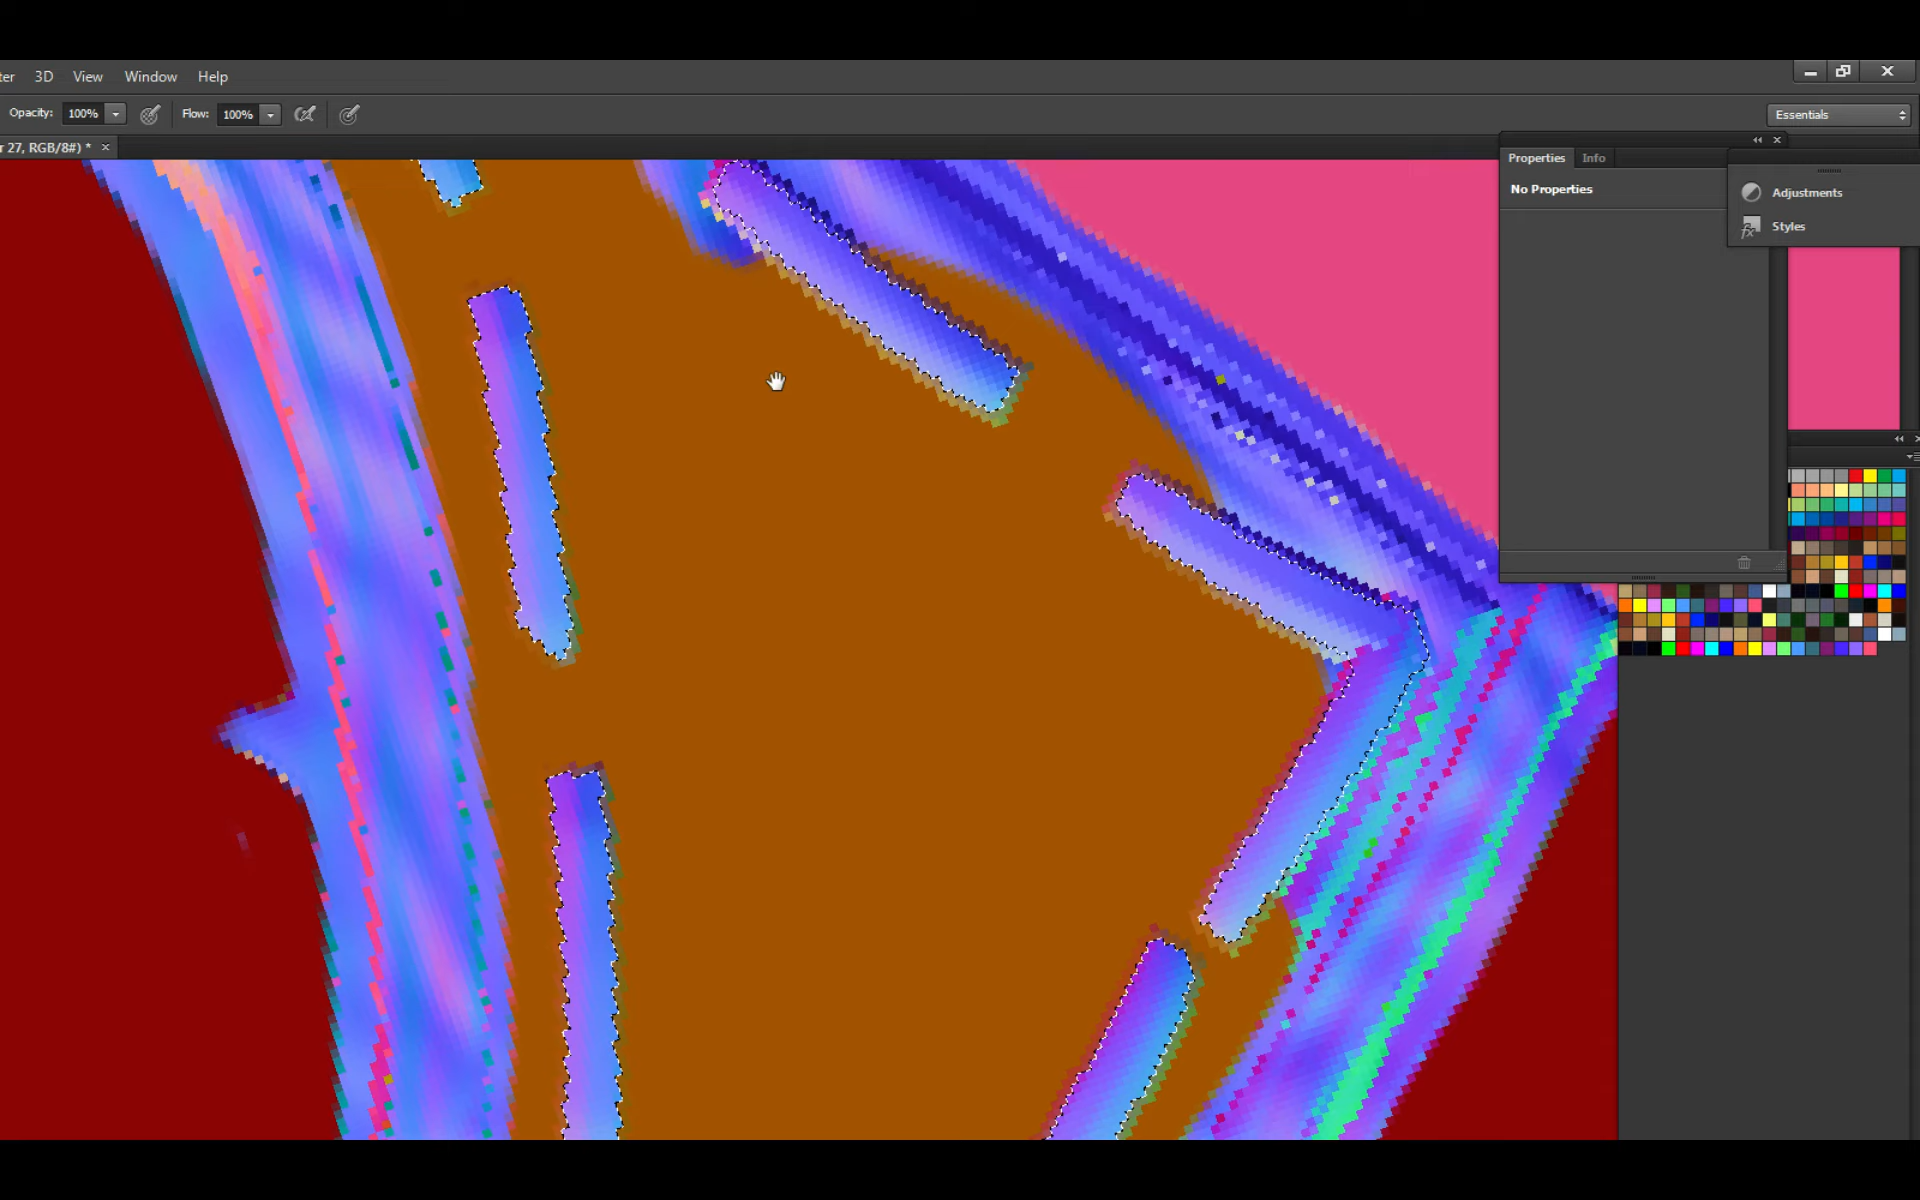 ter 3D View Window Help
Opacity: 100% Flow: 100% Essentials
r 27, RGB/8#) *
Properties Info
No Properties
Adjustments
Styles